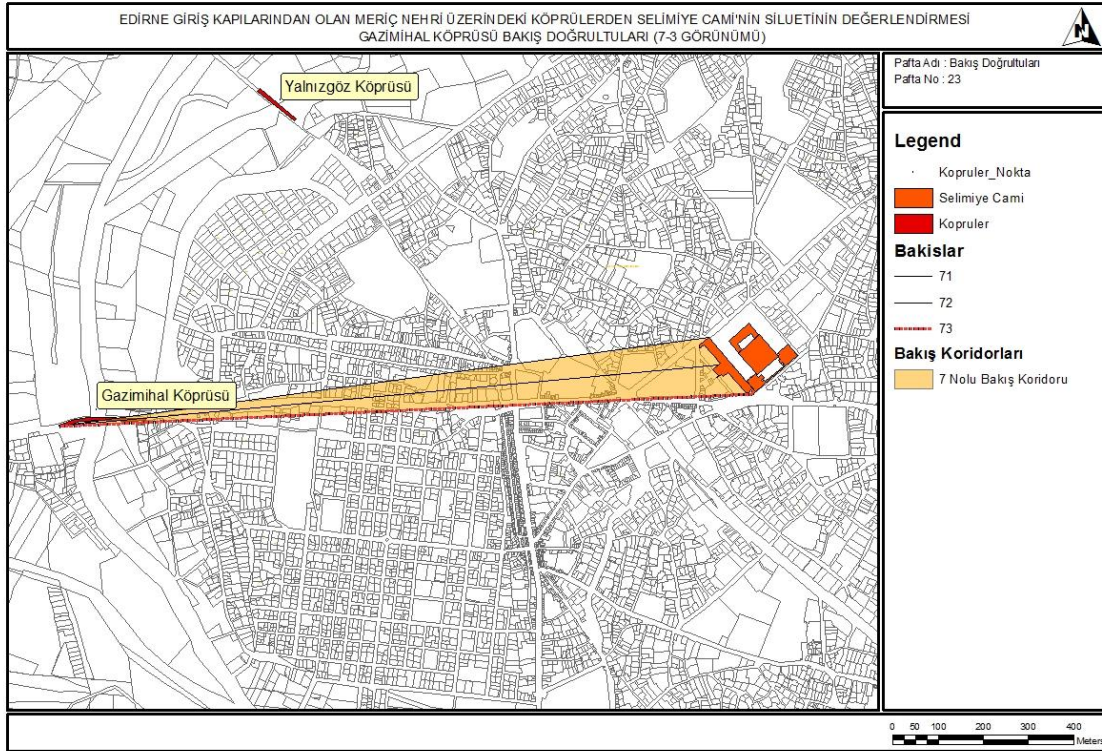 EDİRNE GİRİŞ KAPILARINDAN OLAN MERİÇ NEHRİ ÜZERİNDEKİ KÖPRÜLERDEN SELİMİYE CAMİ'NİN SİLUETİNİN DEĞERLENDİRMESİ
GAZİMİHAL KÖPRÜSÜ BAKIŞ DOĞRULTULARI (7-3 GÖRÜNÜMÜ)
N
Pafta Adı : Bakış Doğrultuları
Pafta No : 23
Yalnızgöz Köprüsü
Gazimihal Köprüsü
Legend
Kopruler_Nokta
Selimiye Cami
Kopruler
Bakislar
71
72
73
Bakış Koridorları
7 Nolu Bakış Koridoru
0 50 100 200 300 400
Meters